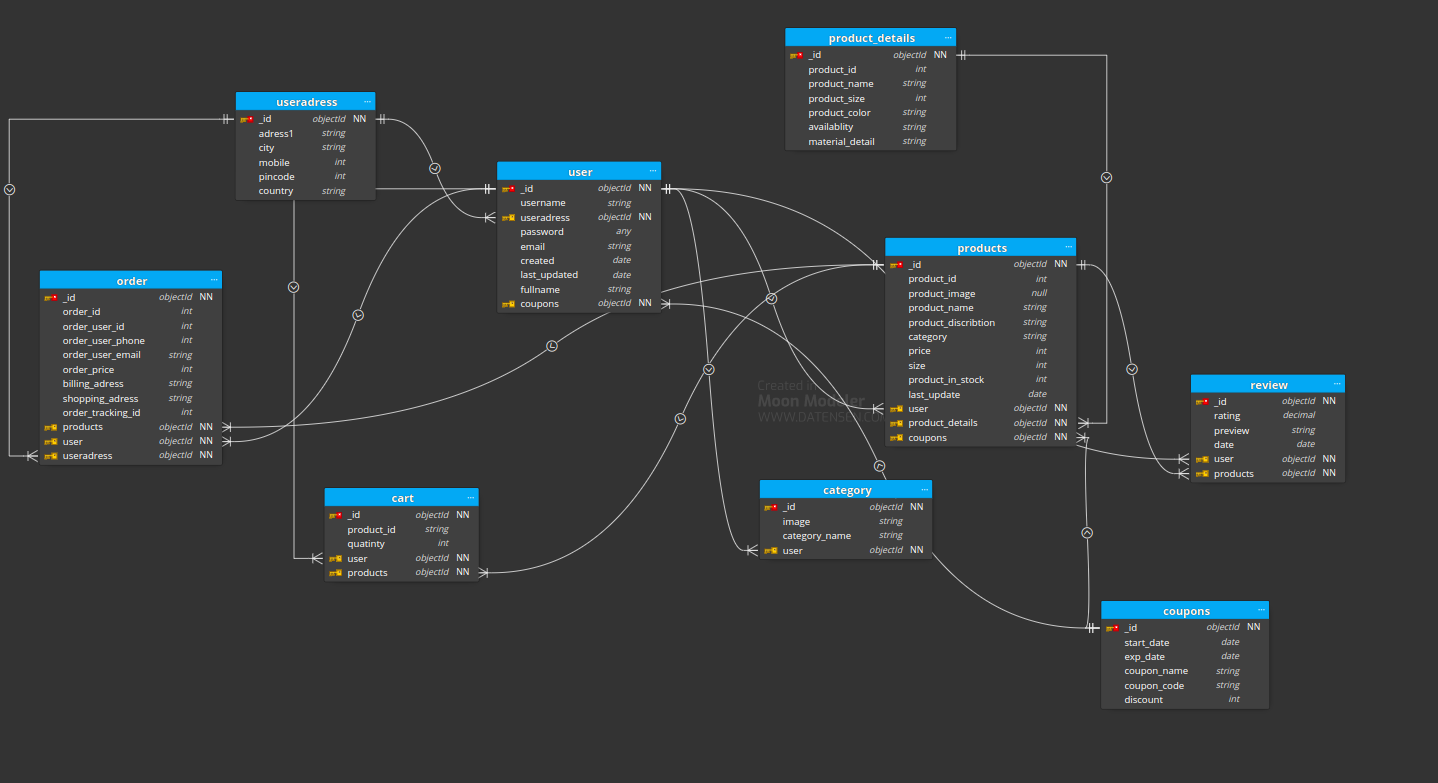 product_details ...
_id objectId NN
product_id int
product_name string
product_size int
product_color string
availablity string
material_detail string
useradress ...
_id objectId NN
adress1 string
city string
mobile int
pincode int
country string
user ...
_id objectId NN
username string
useradress objectId NN
password any
email string
created date
last_updated date
fullname string
coupons objectId NN
products ...
_id objectId NN
product_id int
product_image null
product_name string
product_discribtion string
category string
price int
size int
product_in_stock int
last_update date
user objectId NN
product_details objectId NN
coupons objectId NN
order ...
_id objectId NN
order_id int
order_user_id int
order_user_phone int
order_user_email string
order_price int
billing_adress string
shopping_adress string
order_tracking_id int
products objectId NN
user objectId NN
useradress objectId NN
review ...
_id objectId NN
rating decimal
preview string
date date
user objectId NN
products objectId NN
Created in
Moon Modeler
WWW.DATENSEN.CO
cart ...
_id objectId NN
product_id string
quatinty int
user objectId NN
products objectId NN
category ...
_id objectId NN
image string
category_name string
user objectId NN
coupons ...
_id objectId NN
start_date date
exp_date date
coupon_name string
coupon_code string
discount int